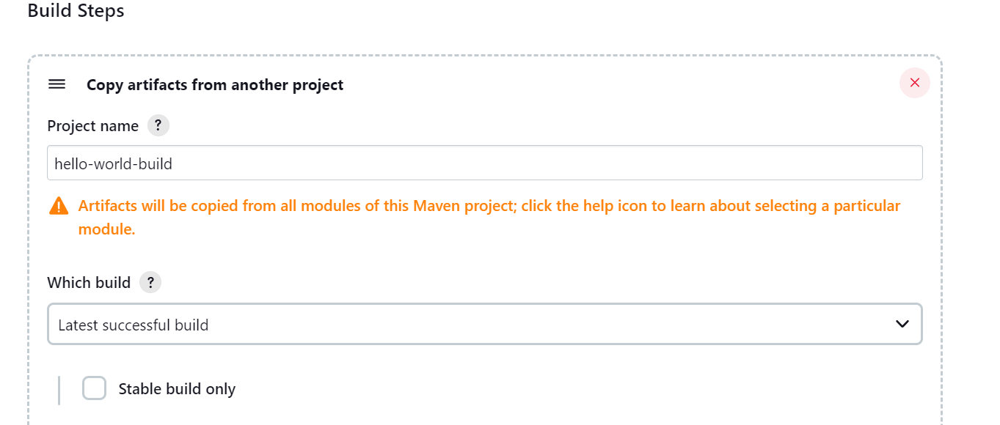 Build Steps
Copy artifacts from another project
Project name ?
hello-world-build
Artifacts will be copied from all modules of this Maven project; click the help icon to learn about selecting a particular
module.
Which build ?
Latest successful build
Stable build only